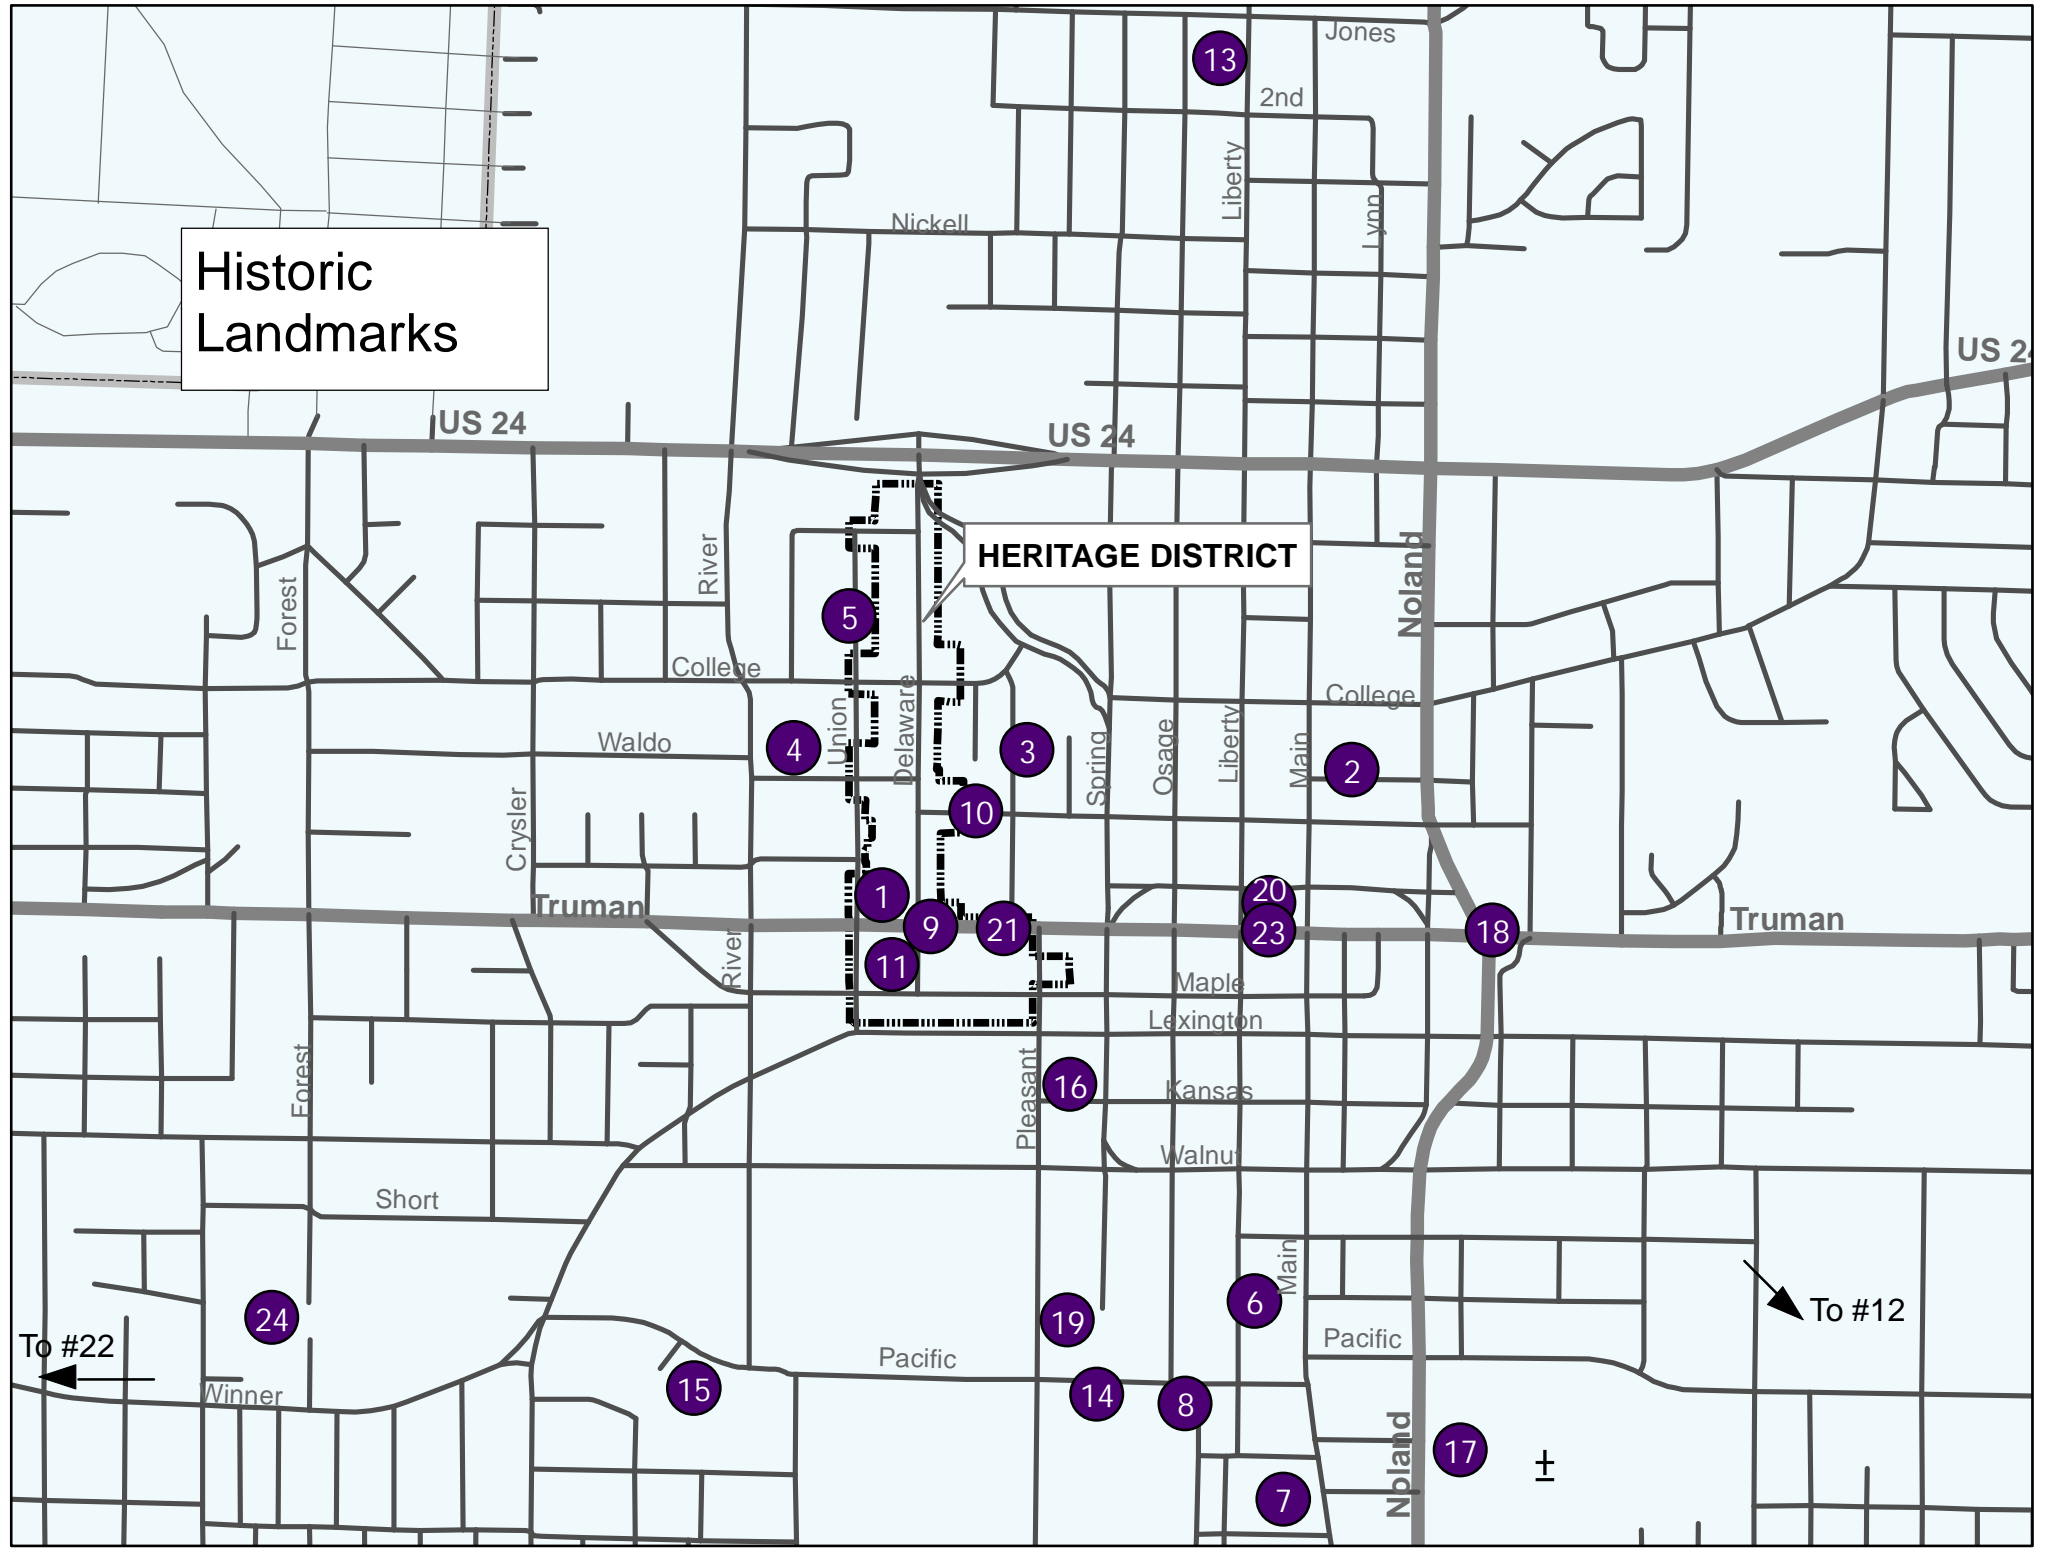 Jones
13
2nd
Liberty
Lynn
Nickell
Historic
Landmarks
US 24
US 24
US 24
HERITAGE DISTRICT
Noland
River
Forest
5
College
College
Delaware
Union
Waldo
4
3
Spring
Osage
Liberty
Main
2
10
Crysler
Truman
1
9
21
20
23
18
Truman
11
River
Maple
Lexington
Forest
Pleasant
16
Kansas
Walnut
Short
Main
24
19
6
To #12
To #22
Pacific
Pacific
15
14
8
Winner
Noland
17
±
7